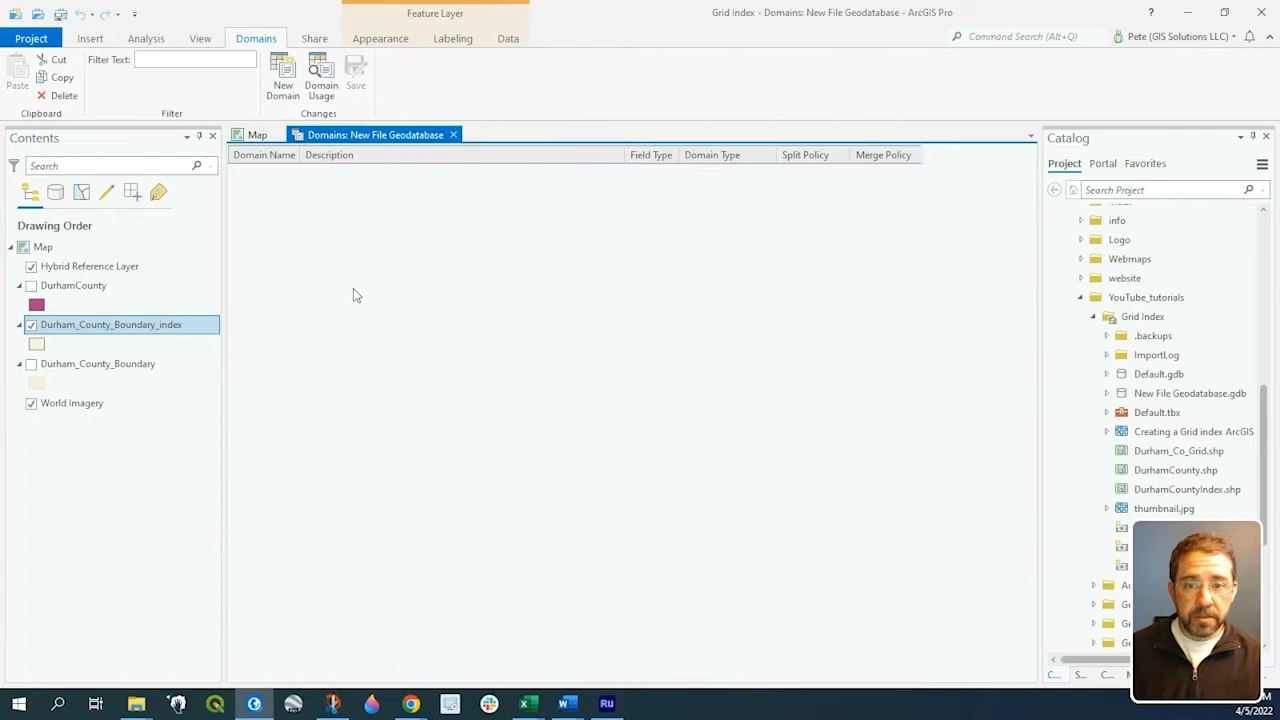 Feature Layer
Grid Index - Domains: New File Geodatabase - ArcGIS Pro
?
Project
Insert
Analysis
View
Domains
Share
Appearance
Labeling
Data
Command Search (Alt+Q)
Pete (GIS Solutions LLC)
Paste
Cut
Copy
Delete
Filter Text:
New Domain
Domain Usage
Save
Clipboard
Filter
Changes
Contents
Search
Drawing Order
Map
Hybrid Reference Layer
DurhamCounty
Durham_County_Boundary_index
Durham_County_Boundary
World Imagery
Map
Domains: New File Geodatabase
Domain Name
Description
Field Type
Domain Type
Split Policy
Merge Policy
Catalog
Project
Portal
Favorites
Search Project
info
Logo
Webmaps
website
YouTube_tutorials
Grid Index
.backups
ImportLog
Default.gdb
New File Geodatabase.gdb
Default.tbx
Creating a Grid index ArcGIS
Durham_Co_Grid.shp
DurhamCounty.shp
DurhamCountyIndex.shp
thumbnail.jpg
C...
S...
C...
Ru
4/5/2022